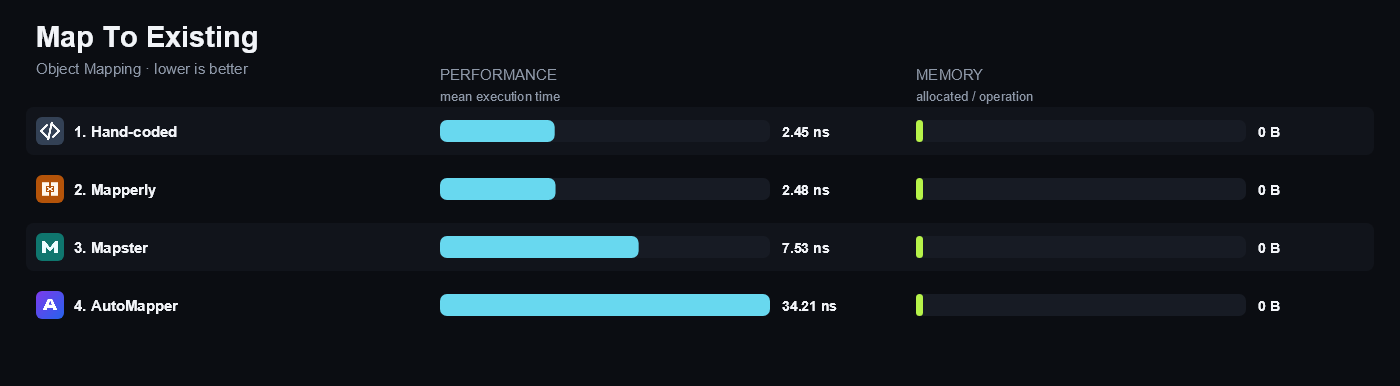 Map To Existing
Object Mapping · lower is better
PERFORMANCE
mean execution time
MEMORY
allocated / operation
1. Hand-coded
2.45 ns
0 B
2. Mapperly
2.48 ns
0 B
M
3. Mapster
7.53 ns
0 B
A
4. AutoMapper
34.21 ns
0 B